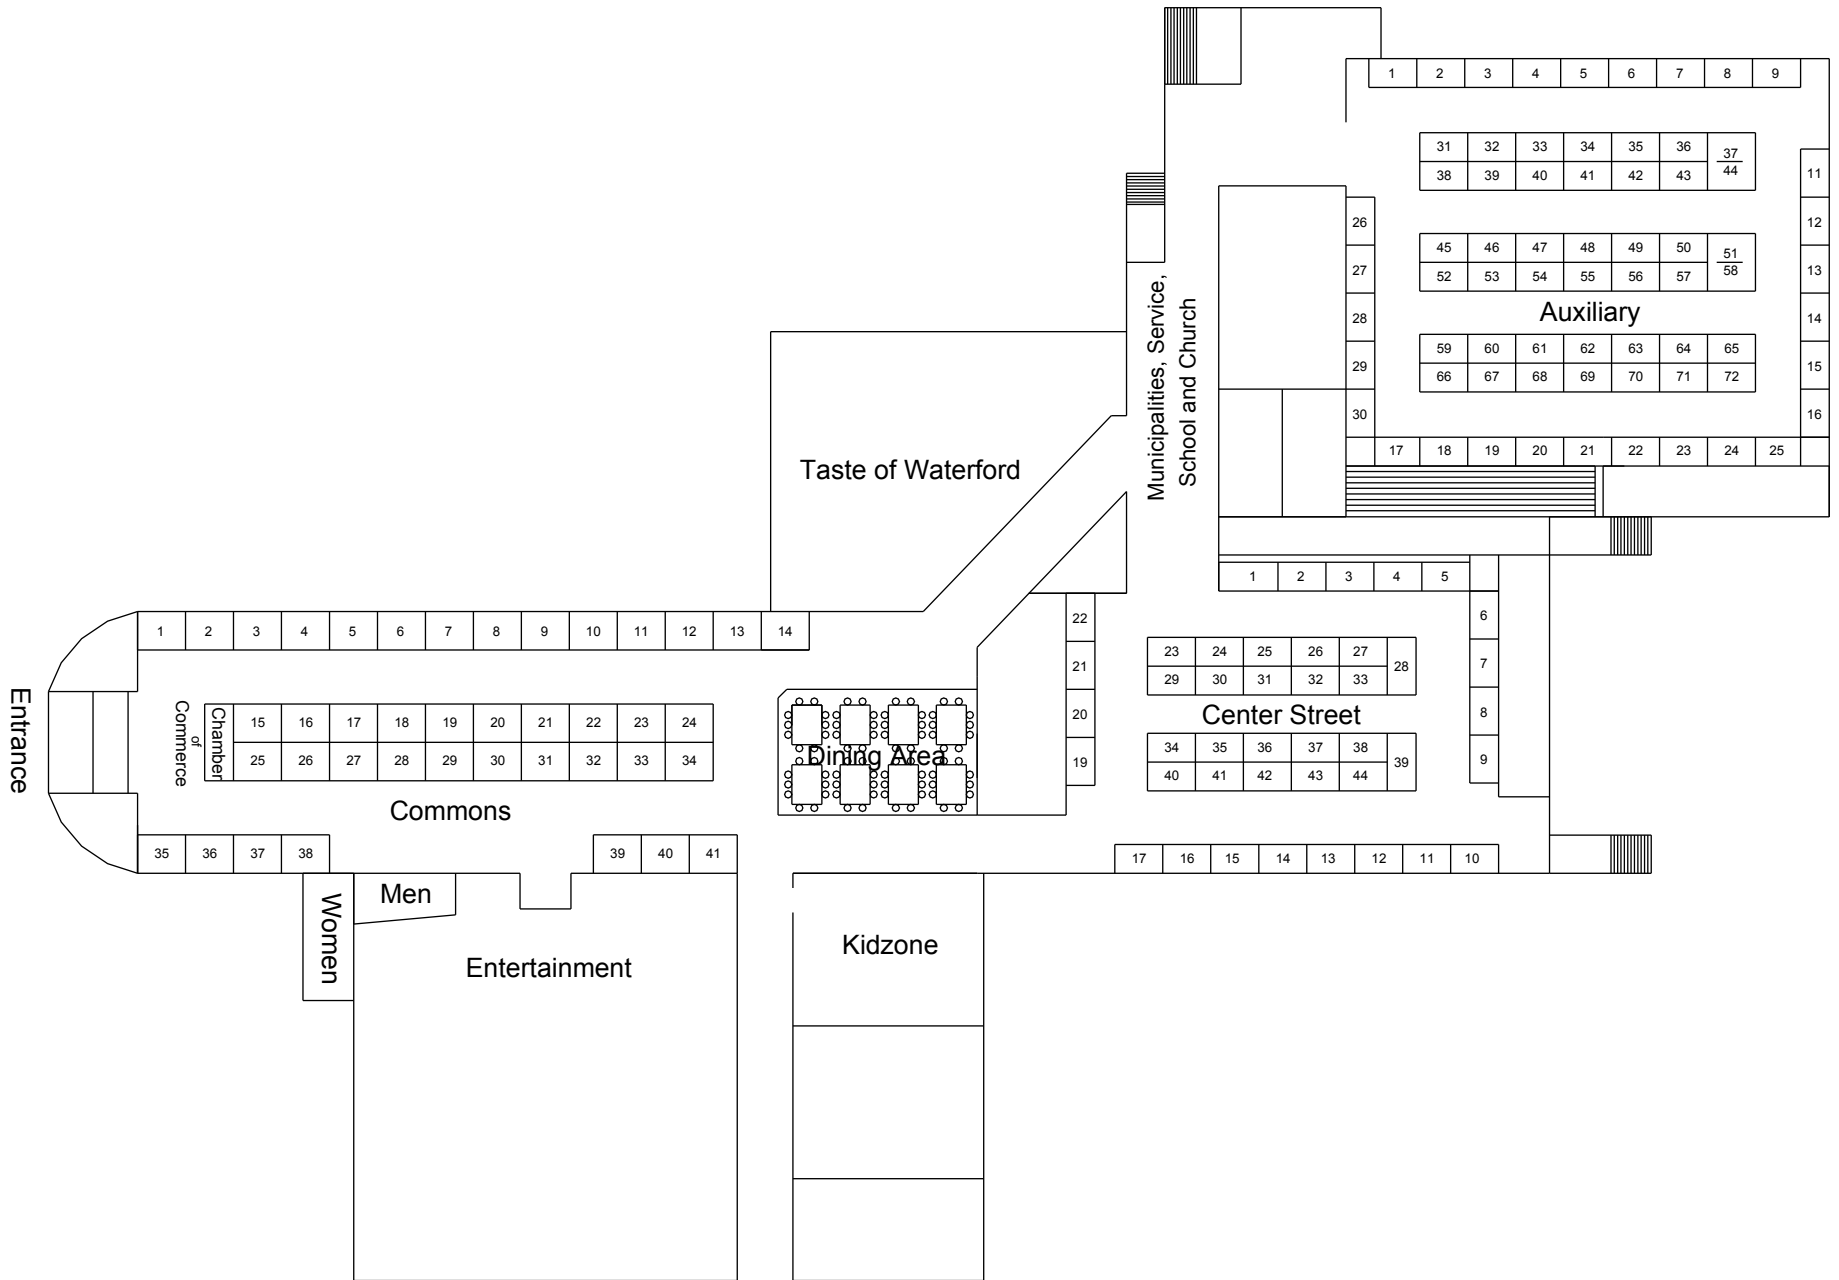 1 2 3 4 5 6 7 8 9
31 32 33 34 35 36 37
38 39 40 41 42 43 44
11
12
13
14
15
16
26
27
28
29
30
45 46 47 48 49 50 51
52 53 54 55 56 57 58
Auxiliary
59 60 61 62 63 64 65
66 67 68 69 70 71 72
17 18 19 20 21 22 23 24 25
Municipalities, Service,
School and Church
Taste of Waterford
1 2 3 4 5
6
7
8
9
22
21
20
19
23 24 25 26 27 28
29 30 31 32 33
Center Street
34 35 36 37 38 39
40 41 42 43 44
17 16 15 14 13 12 11 10
Entrance
1 2 3 4 5 6 7 8 9 10 11 12 13 14
Chamber
of
Commerce
15 16 17 18 19 20 21 22 23 24
25 26 27 28 29 30 31 32 33 34
Dining Area
Commons
35 36 37 38
39 40 41
Men
Women
Entertainment
Kidzone